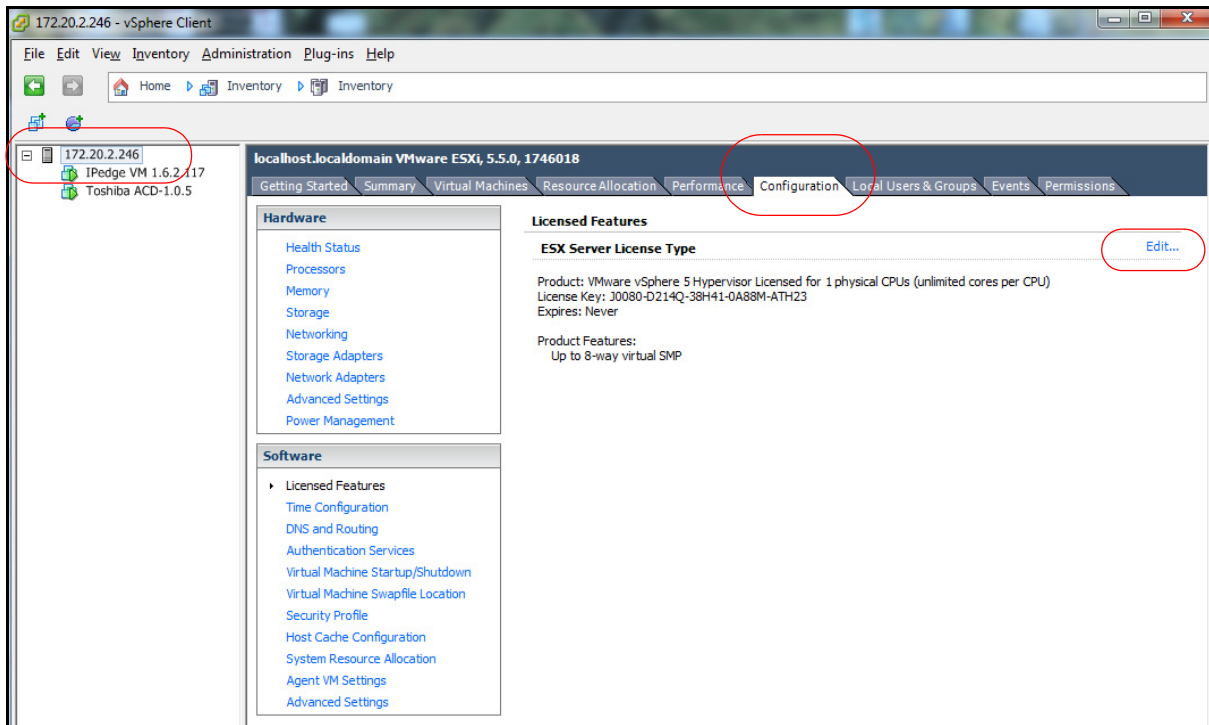 172.20.2.246 - vSphere Client
File Edit View Inventory Administration Plug-ins Help
Home Inventory Inventory
172.20.2.246
IPedge VM 1.6.2.117
Toshiba ACD-1.0.5
localhost.localdomain VMware ESXi, 5.5.0, 1746018
Getting Started Summary Virtual Machines Resource Allocation Performance Configuration Local Users & Groups Events Permissions
Hardware
Health Status
Processors
Memory
Storage
Networking
Storage Adapters
Network Adapters
Advanced Settings
Power Management
Software
Licensed Features
Time Configuration
DNS and Routing
Authentication Services
Virtual Machine Startup/Shutdown
Virtual Machine Swapfile Location
Security Profile
Host Cache Configuration
System Resource Allocation
Agent VM Settings
Advanced Settings
Licensed Features
ESX Server License Type
Edit...
Product: VMware vSphere 5 Hypervisor Licensed for 1 physical CPUs (unlimited cores per CPU)
License Key: J0080-D214Q-38H41-0A88M-ATH23
Expires: Never
Product Features:
Up to 8-way virtual SMP